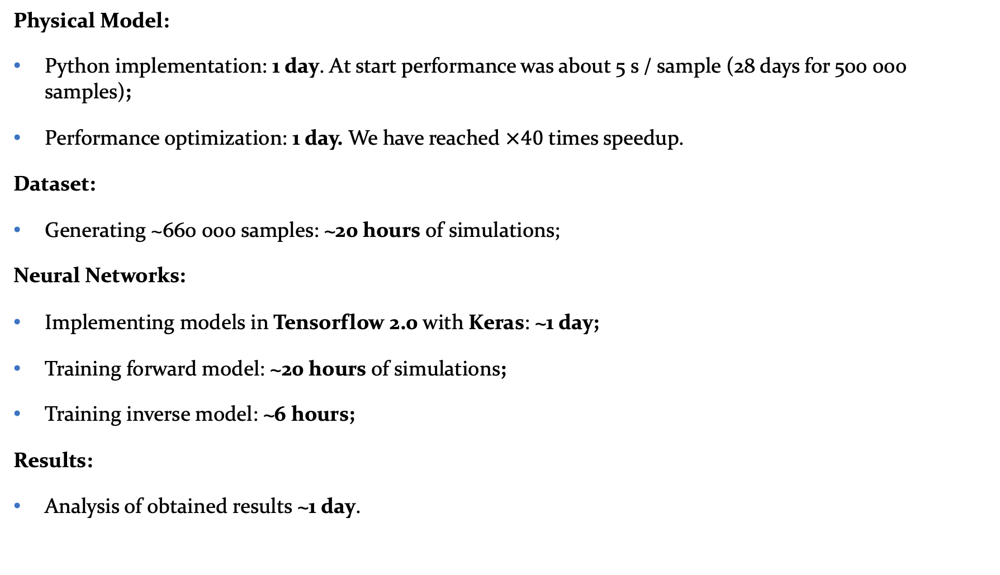 Physical Model:
• Python implementation: 1 day. At start performance was about 5 s / sample (28 days for 500 000
samples);
• Performance optimization: 1 day. We have reached ×40 times speedup.
Dataset:
• Generating ~660 000 samples: ~20 hours of simulations;
Neural Networks:
• Implementing models in Tensorflow 2.0 with Keras: ~1 day;
• Training forward model: ~20 hours of simulations;
• Training inverse model: ~6 hours;
Results:
• Analysis of obtained results ~1 day.